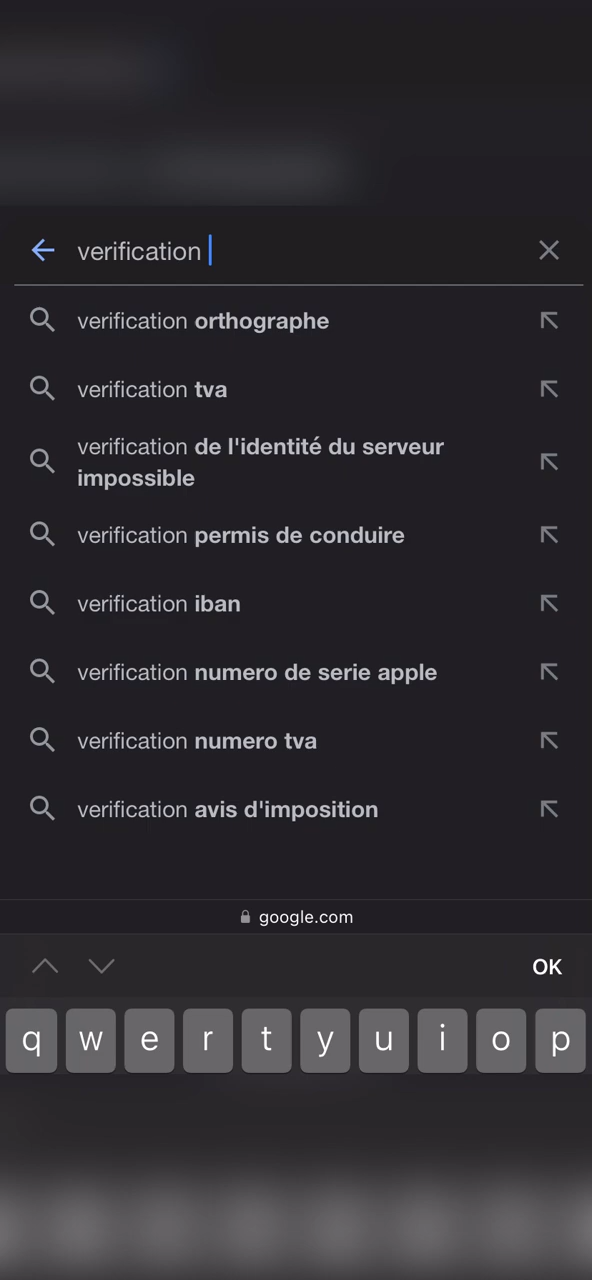 verification
verification orthographe
verification tva
verification de l'identité du serveur
impossible
verification permis de conduire
verification iban
verification numero de serie apple
verification numero tva
verification avis d'imposition
google.com
OK
q w e r t y u i o p